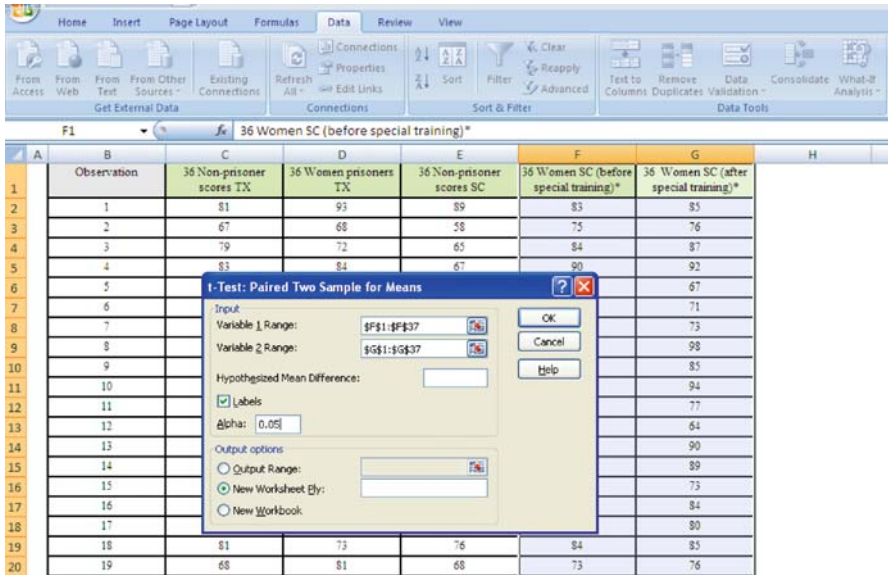 Home Insert Page Layout Formulas Data Review View
From Access
From Web
From Text
From Other Sources
Existing Connections
Get External Data
Refresh All
Connections
Properties
Edit Links
Connections
Sort
Filter
Clear
Reapply
Advanced
Sort & Filter
Text to Columns
Remove Duplicates
Data Validation
Consolidate
What-If Analysis
Data Tools
F1 fx 36 Women SC (before special training)*
A B C D E F G H
1 Observation 36 Non-prisoner scores TX 36 Women prisoners TX 36 Non-prisoner scores SC 36 Women SC (before special training)* 36 Women SC (after special training)*
2 1 81 93 89 83 85
3 2 67 68 58 75 76
4 3 79 72 65 84 87
5 4 83 84 67 90 92
6 5 67
7 6 71
8 7 73
9 8 98
10 9 85
11 10 94
12 11 77
13 12 64
14 13 90
15 14 89
16 15 73
17 16 84
18 17 80
19 18 81 73 76 84 85
20 19 68 81 68 73 76
t-Test: Paired Two Sample for Means
Input
Variable 1 Range: $F$1:$F$37
Variable 2 Range: $G$1:$G$37
Hypothesized Mean Difference:
Labels
Alpha: 0.05
Output options
Output Range:
New Worksheet Ply:
New Workbook
OK
Cancel
Help